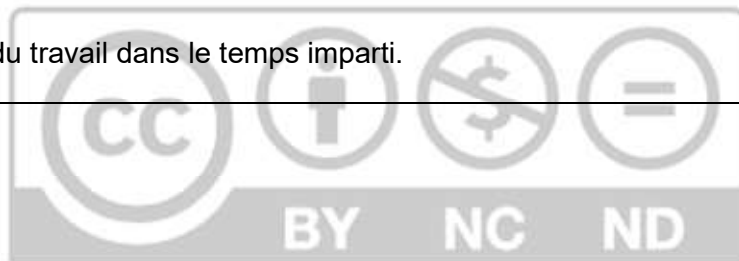 du travail dans le temps imparti.
CC
BY NC ND